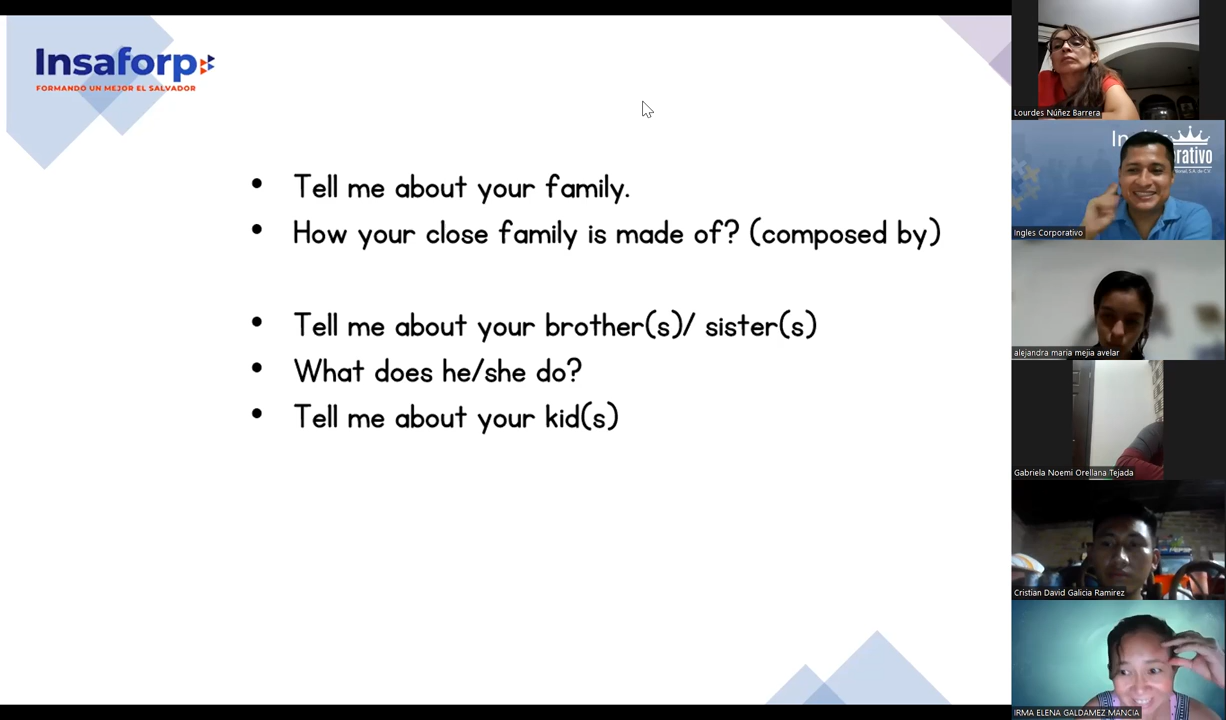 Insaforp
FORMANDO UN MEJOR EL SALVADOR
• Tell me about your family.
• How your close family is made of? (composed by)
• Tell me about your brother(s)/ sister(s)
• What does he/she do?
• Tell me about your kid(s)
Lourdes Núñez Barrera
Ingles Corporativo
alejandra maria mejia avelar
Gabriela Noemi Orellana Tejada
Cristian David Galicia Ramirez
IRMA ELENA GALDAMEZ MANCIA